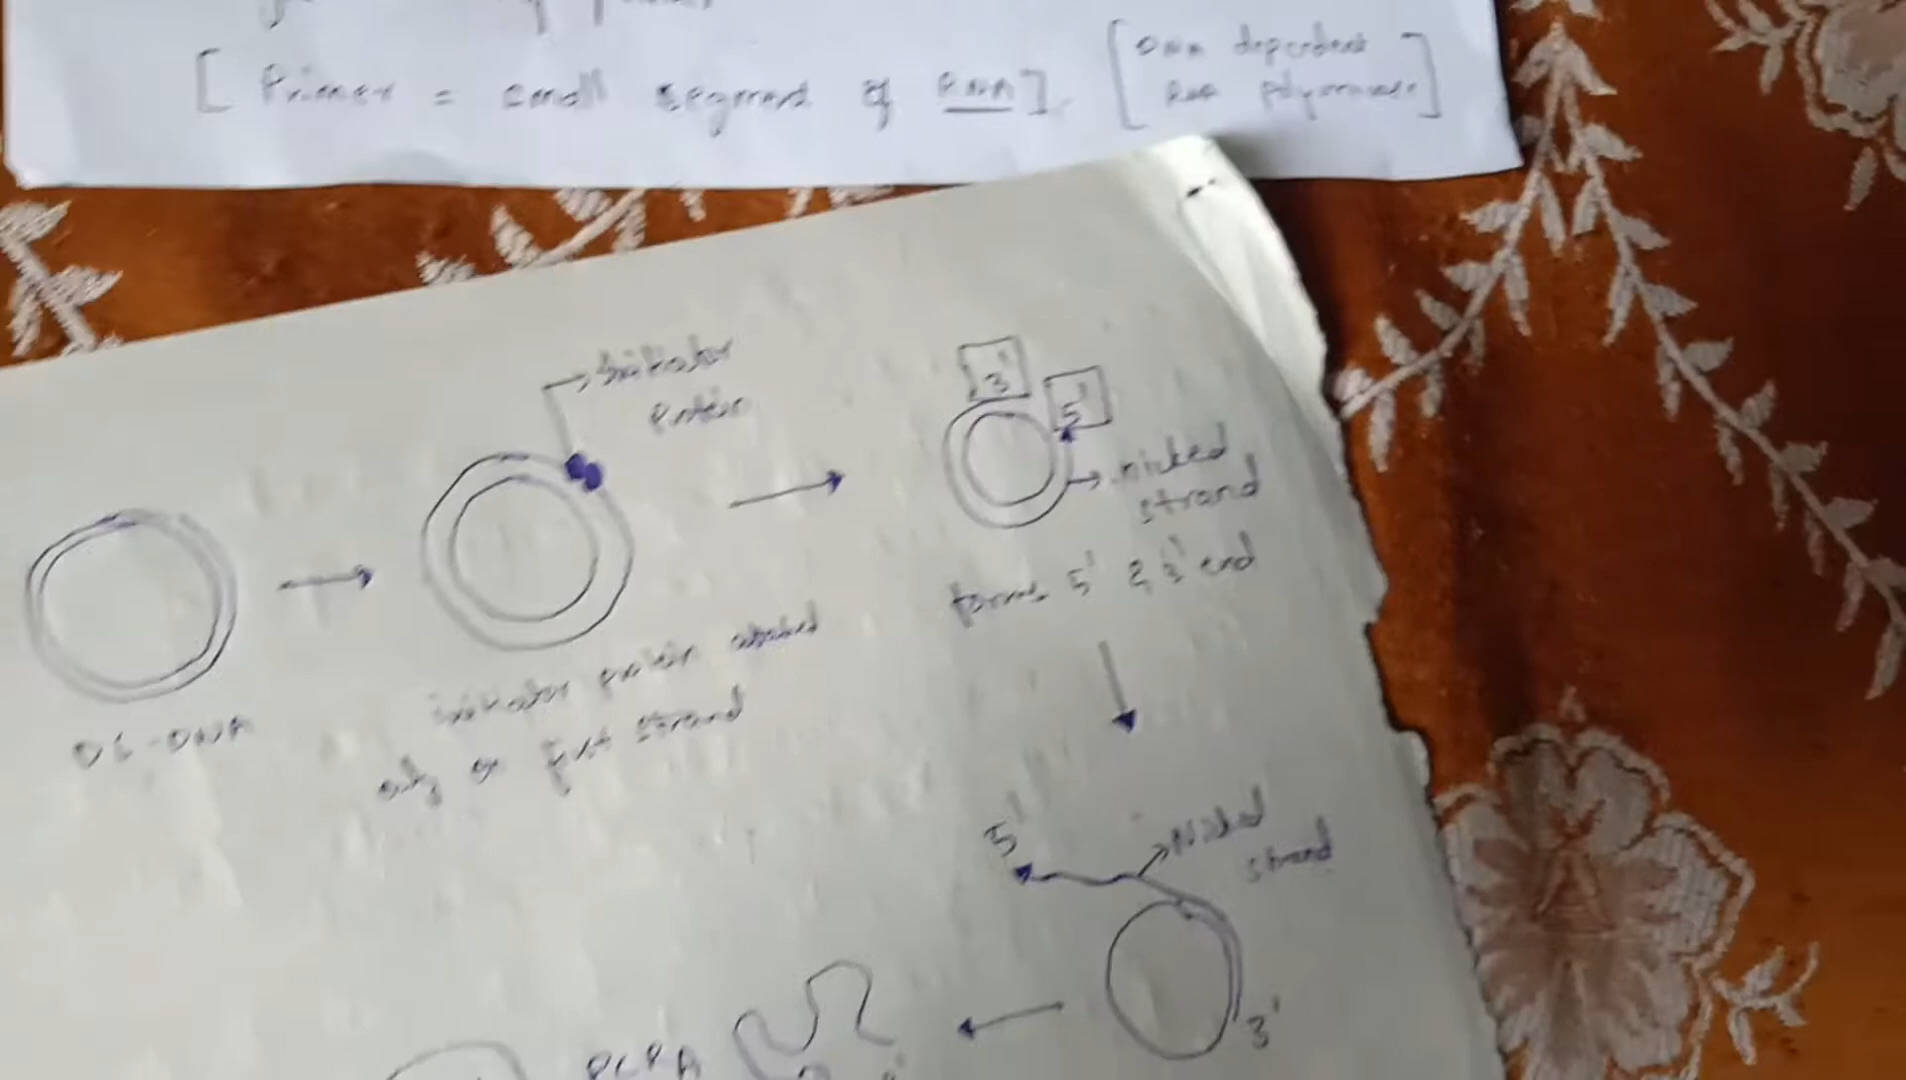 [ Primer = small segment of RNA ]
[ DNA dependent
RNA polymerase ]
→ Initiator
Protein
DS-DNA
initiator protein attached
only on first strand
3'
5'
→ nicked
strand
forms 5' & 3' end
5'
→ Nicked
strand
3'